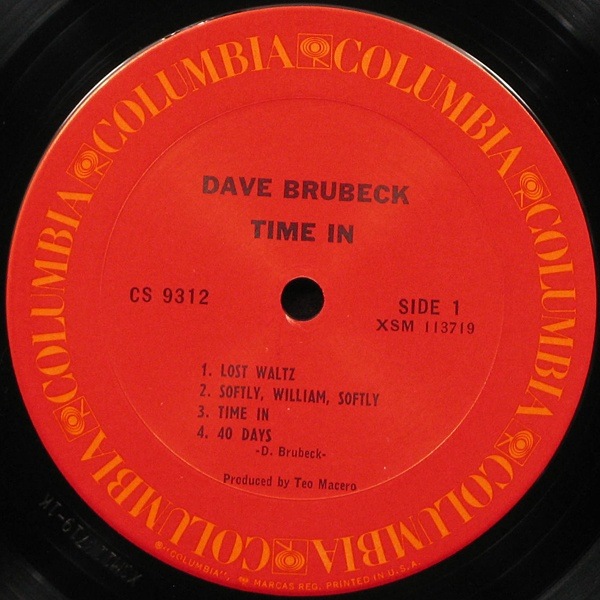 COLUMBIA COLUMBIA COLUMBIA COLUMBIA COLUMBIA COLUMBIA COLUMBIA
DAVE BRUBECK
TIME IN
CS 9312
SIDE 1
XSM 113719
1. LOST WALTZ
2. SOFTLY, WILLIAM, SOFTLY
3. TIME IN
4. 40 DAYS
-D. Brubeck-
Produced by Teo Macero
"COLUMBIA", MARCAS REG. PRINTED IN U.S.A.